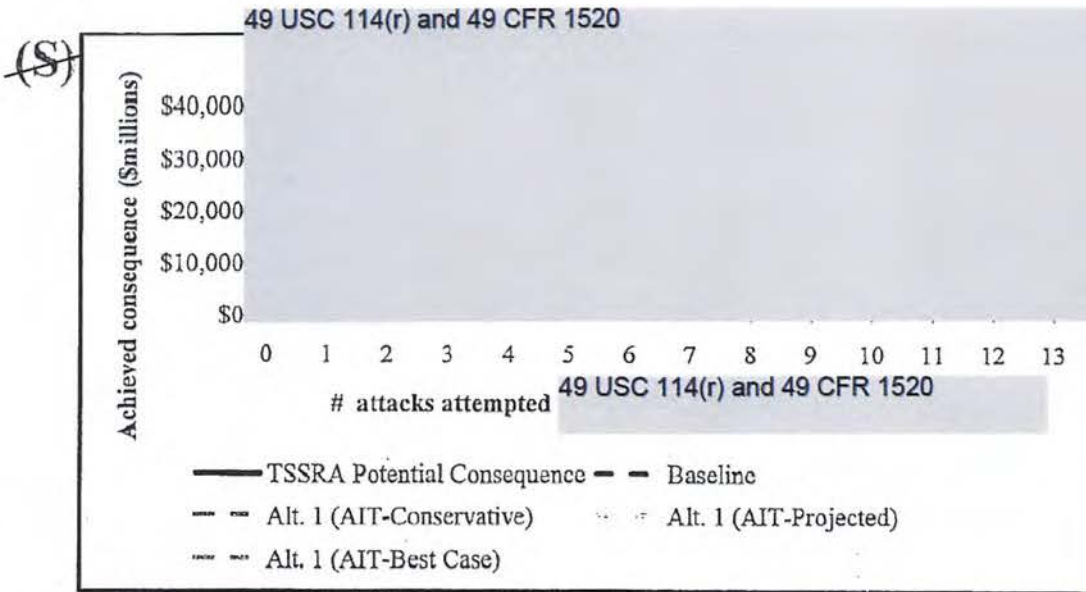 49 USC 114(r) and 49 CFR 1520
(S)
Achieved consequence ($millions)
$40,000
$30,000
$20,000
$10,000
$0
0 1 2 3 4 5 6 7 8 9 10 11 12 13
# attacks attempted 49 USC 114(r) and 49 CFR 1520
TSSRA Potential Consequence Baseline
Alt. 1 (AIT-Conservative) Alt. 1 (AIT-Projected)
Alt. 1 (AIT-Best Case)